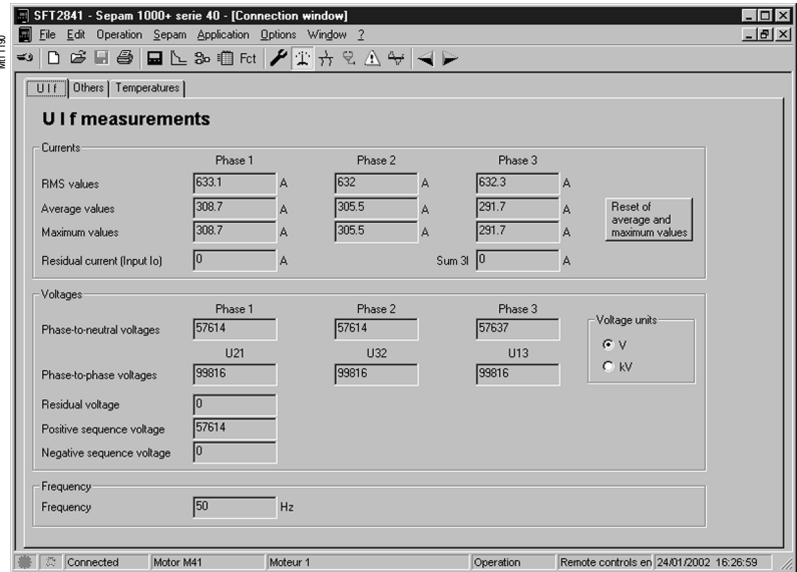 SFT2841 - Sepam 1000+ serie 40 - [Connection window]
File Edit Operation Sepam Application Options Window ?
Fct
U I f Others Temperatures
U I f measurements
Currents
Phase 1 Phase 2 Phase 3
RMS values 633.1 A 632 A 632.3 A
Average values 308.7 A 305.5 A 291.7 A
Maximum values 308.7 A 305.5 A 291.7 A
Reset of
average and
maximum values
Residual current (Input Io) 0 A Sum 3I 0 A
Voltages
Phase 1 Phase 2 Phase 3
Phase-to-neutral voltages 57614 57614 57637
U21 U32 U13
Phase-to-phase voltages 99816 99816 99816
Voltage units
V
kV
Residual voltage 0
Positive sequence voltage 57614
Negative sequence voltage 0
Frequency
Frequency 50 Hz
Connected Motor M41 Moteur 1 Operation Remote controls en 24/01/2002 16:26:59